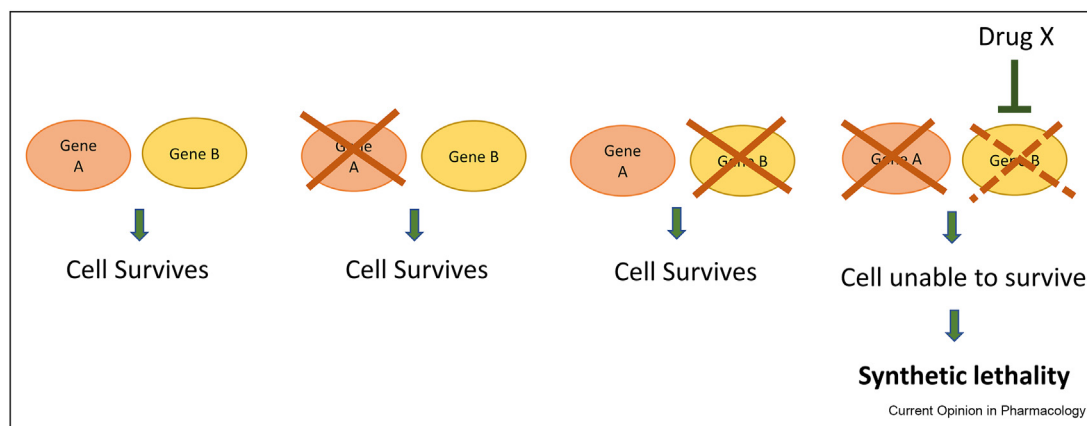 Drug X
Gene
A
Gene B
Gene
A
Gene B
Gene
A
Gene B
Gene A
Gene B
Cell Survives
Cell Survives
Cell Survives
Cell unable to survive
Synthetic lethality
Current Opinion in Pharmacology